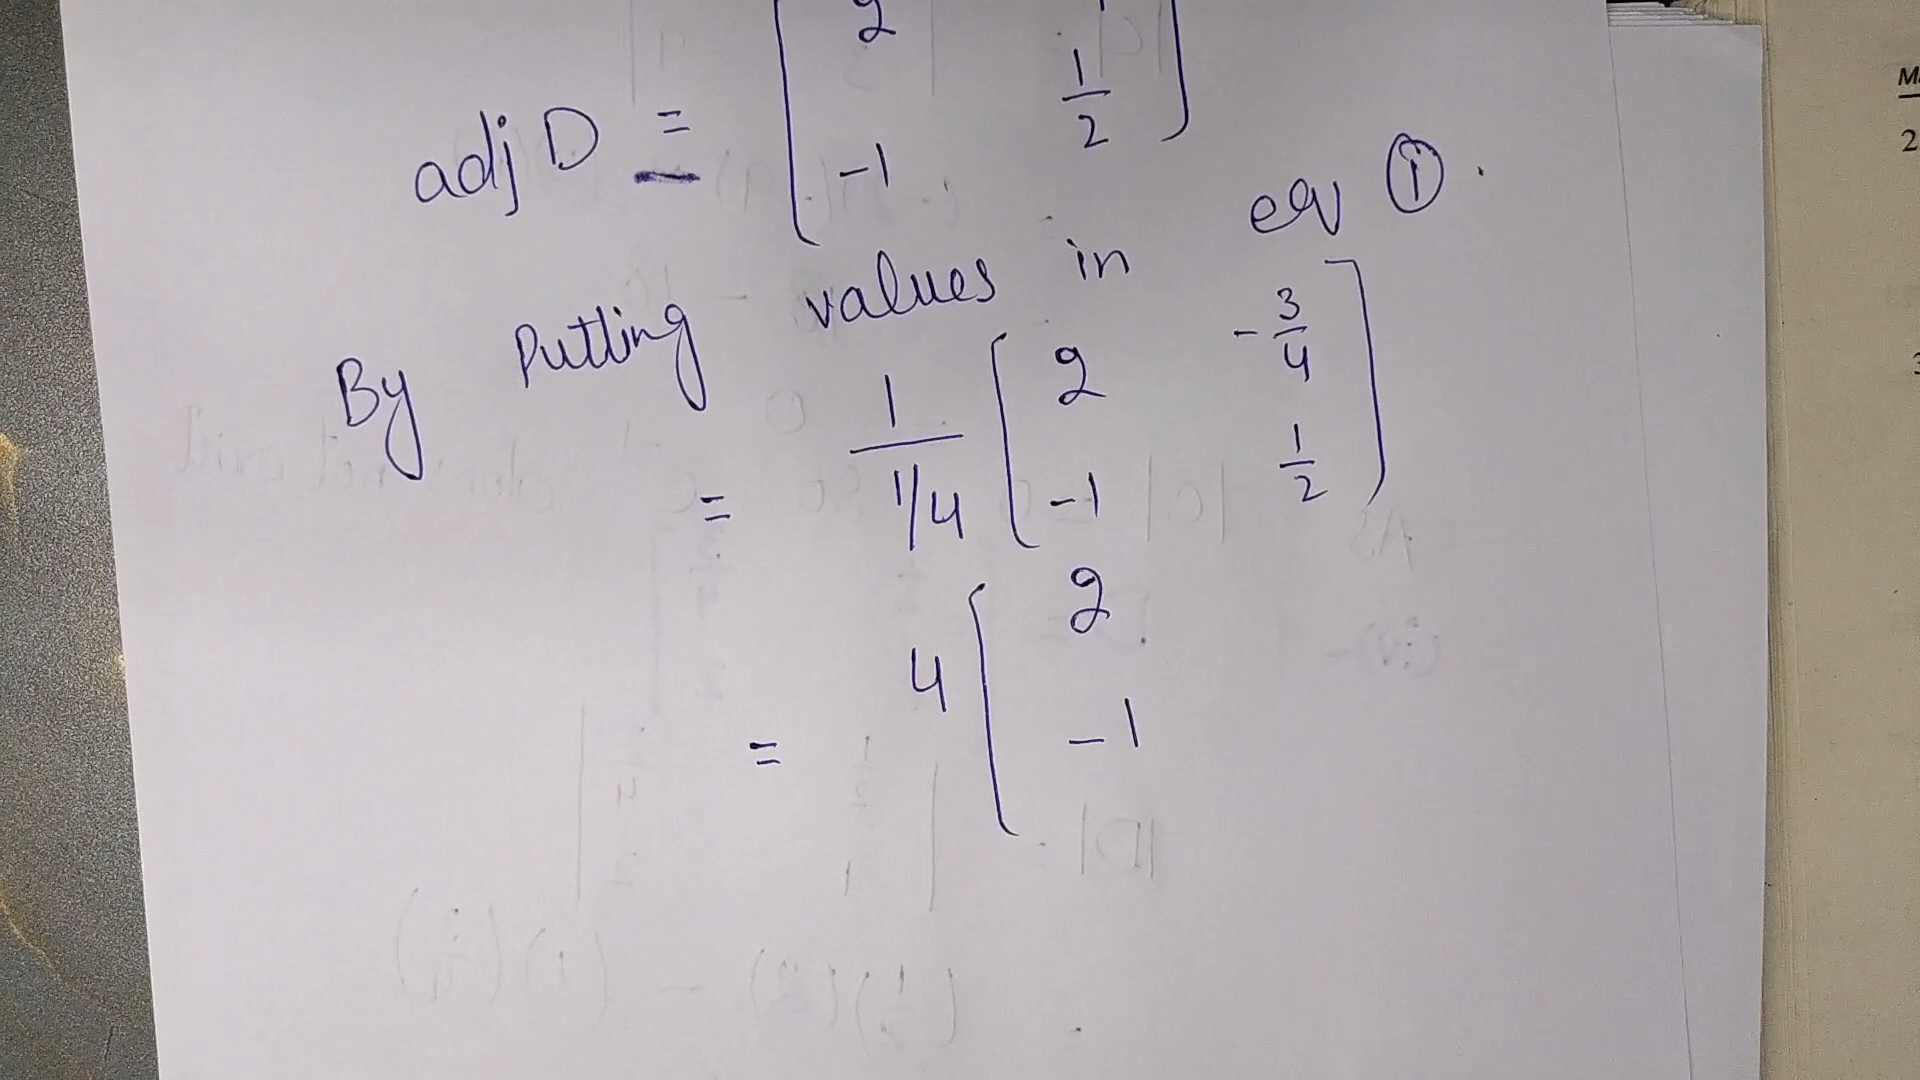 2
adj D =
-1 1/2
By Putting values in eq (i).
= 1/(1/4) [ 2 -3/4
-1 1/2 ]
= 4 [ 2
-1